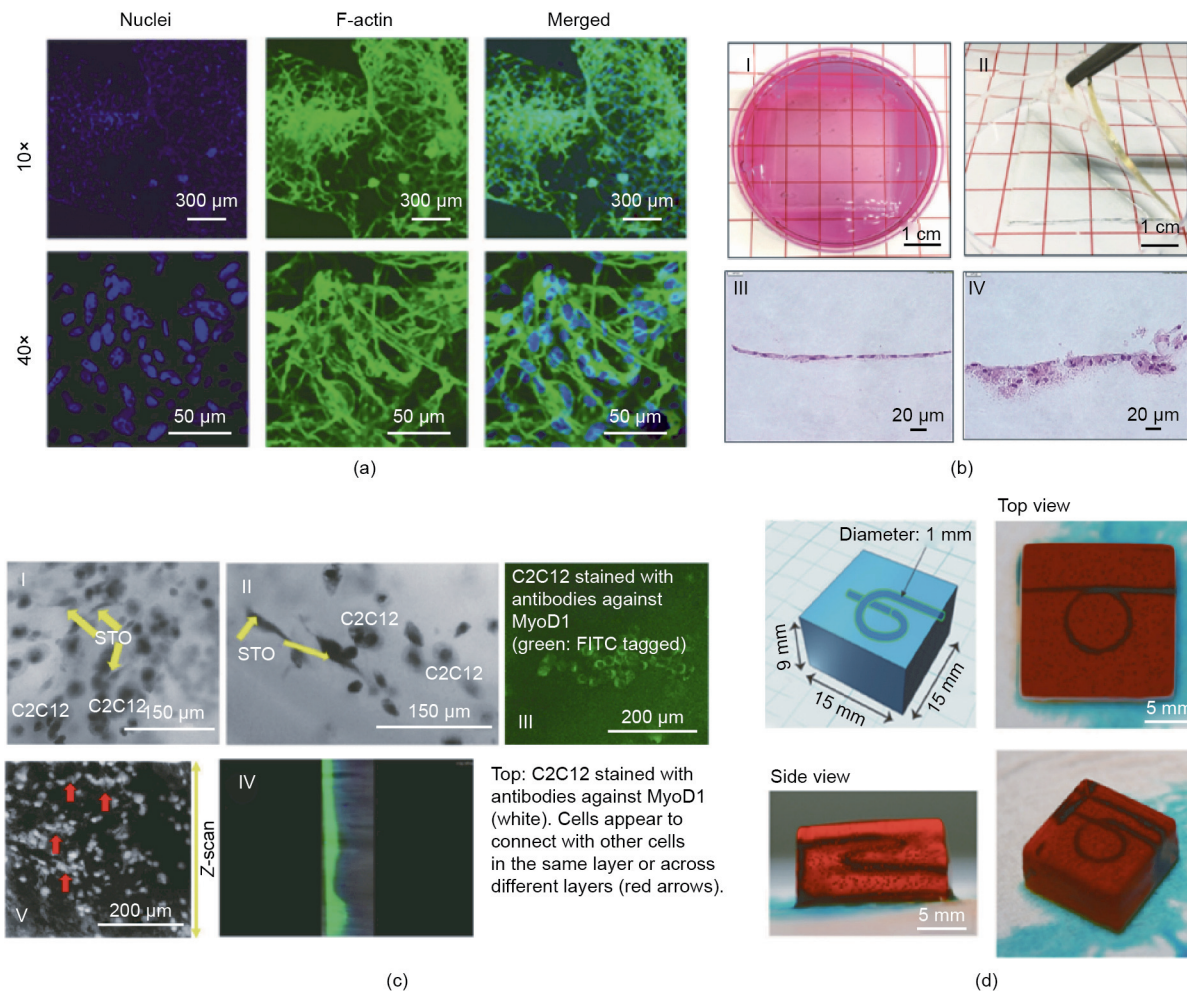 Nuclei
F-actin
Merged
10×
300 µm
300 µm
300 µm
40×
50 µm
50 µm
50 µm
(a)
I
1 cm
II
1 cm
III
20 µm
IV
20 µm
(b)
I
STO
C2C12
150 µm
II
C2C12
STO
C2C12
150 µm
C2C12 stained with
antibodies against
MyoD1
(green: FITC tagged)
III
200 µm
V
200 µm
Z-scan
IV
Top: C2C12 stained with
antibodies against MyoD1
(white). Cells appear to
connect with other cells
in the same layer or across
different layers (red arrows).
(c)
Diameter: 1 mm
9 mm
15 mm
15 mm
Top view
5 mm
Side view
5 mm
(d)